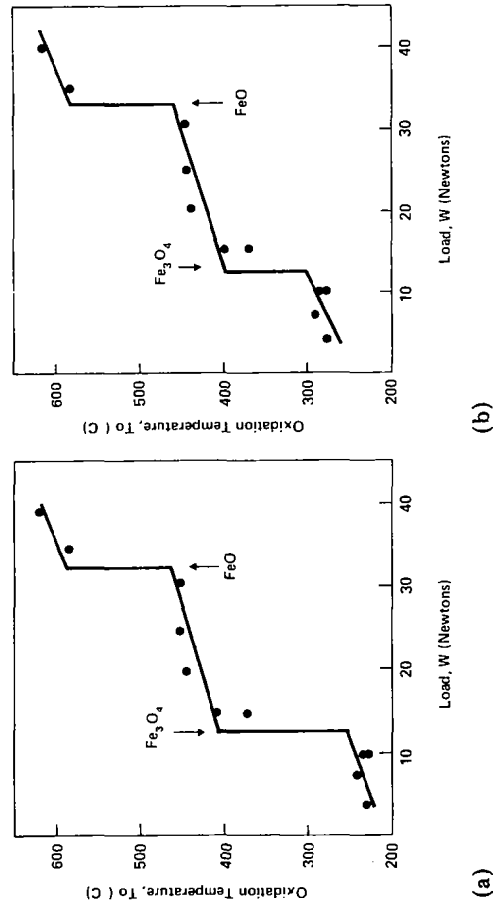 600
500
400
300
200
Oxidation Temperature, To ( C)
Fe3O4
FeO
10
20
30
40
Load, W (Newtons)
(a)
600
500
400
300
200
Oxidation Temperature, To ( C)
Fe3O4
FeO
10
20
30
40
Load, W (Newtons)
(b)